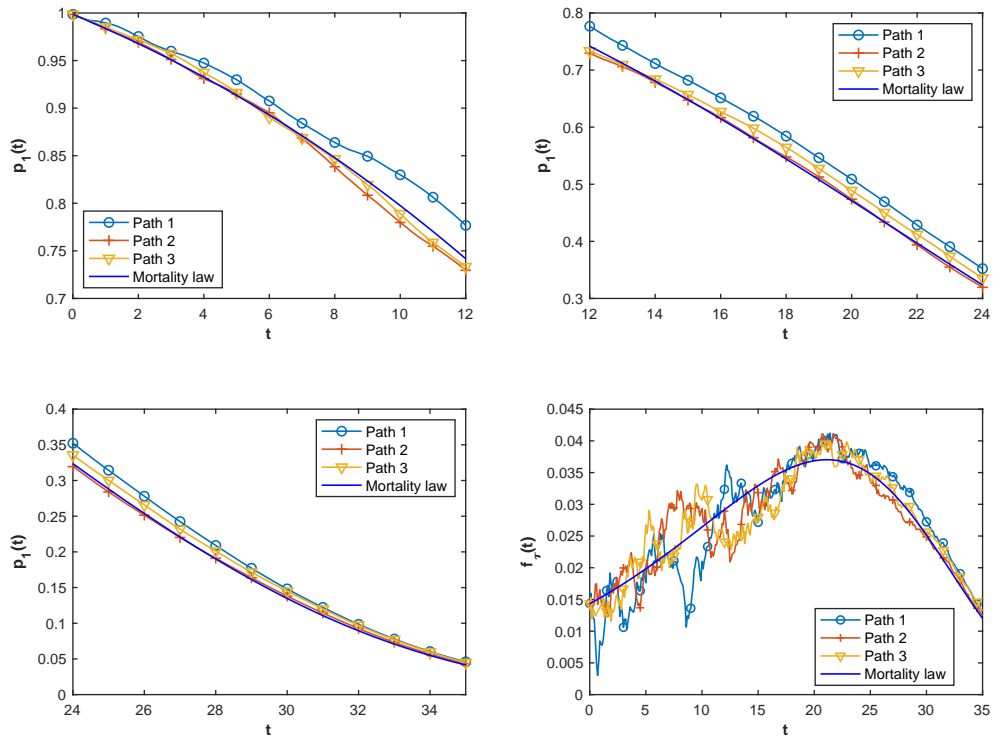 1
0.95
0.9
0.85
0.8
0.75
0.7
p1(t)
Path 1
Path 2
Path 3
Mortality law
0 2 4 6 8 10 12
t
0.8
0.7
0.6
0.5
0.4
0.3
p1(t)
Path 1
Path 2
Path 3
Mortality law
12 14 16 18 20 22 24
t
0.4
0.35
0.3
0.25
0.2
0.15
0.1
0.05
0
p1(t)
Path 1
Path 2
Path 3
Mortality law
24 26 28 30 32 34
t
0.045
0.04
0.035
0.03
0.025
0.02
0.015
0.01
0.005
0
fτ(t)
Path 1
Path 2
Path 3
Mortality law
0 5 10 15 20 25 30 35
t